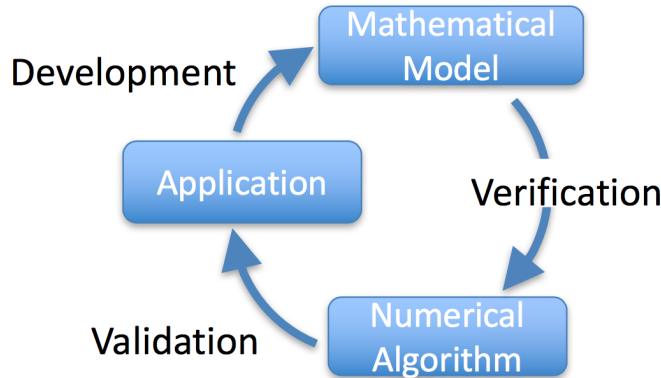 Mathematical
Model
Development
Application
Verification
Numerical
Algorithm
Validation